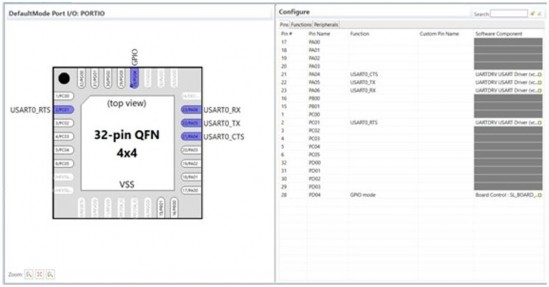 DefaultMode Port I/O: PORTIO
GPIO
USART0_RTS
(top view)
32-pin QFN
4x4
VSS
USART0_RX
USART0_TX
USART0_CTS
Zoom:
Configure
Search:
Pins Functions Peripherals
Pin # Pin Name Function Custom Pin Name Software Component
17 PA00
18 PA01
19 PA02
20 PA03
21 PA04 USART0_CTS UARTDRV USART Driver (vc...
22 PA05 USART0_TX UARTDRV USART Driver (vc...
23 PA06 USART0_RX UARTDRV USART Driver (vc...
16 PB00
15 PB01
1 PC00
2 PC01 USART0_RTS UARTDRV USART Driver (vc...
3 PC02
4 PC03
5 PC04
6 PC05
32 PD00
31 PD01
30 PD02
29 PD03
28 PD04 GPIO mode Board Control : SL_BOARD_...